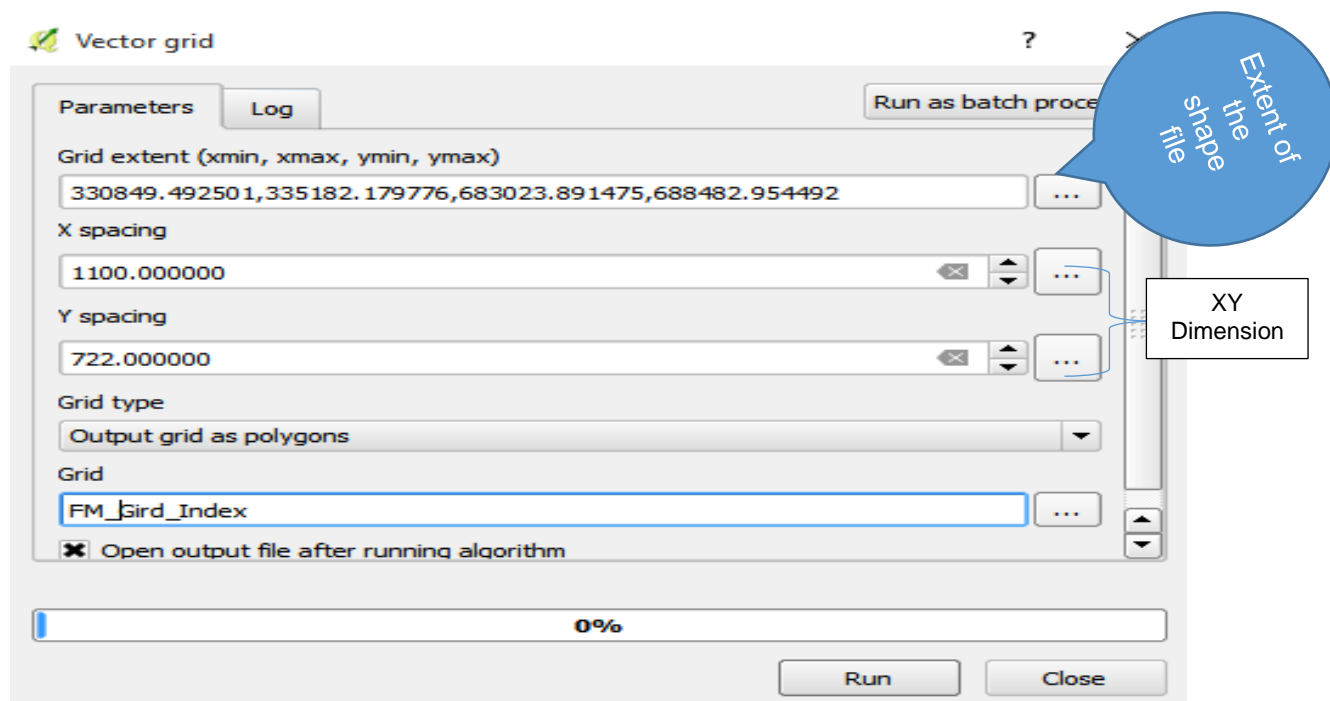 Vector grid
?
Extent of
the
shape
file
Parameters
Log
Run as batch proce
Grid extent (xmin, xmax, ymin, ymax)
330849.492501,335182.179776,683023.891475,688482.954492
...
X spacing
1100.000000
...
XY
Dimension
Y spacing
722.000000
...
Grid type
Output grid as polygons
Grid
FM_Gird_Index
...
Open output file after running algorithm
0%
Run
Close